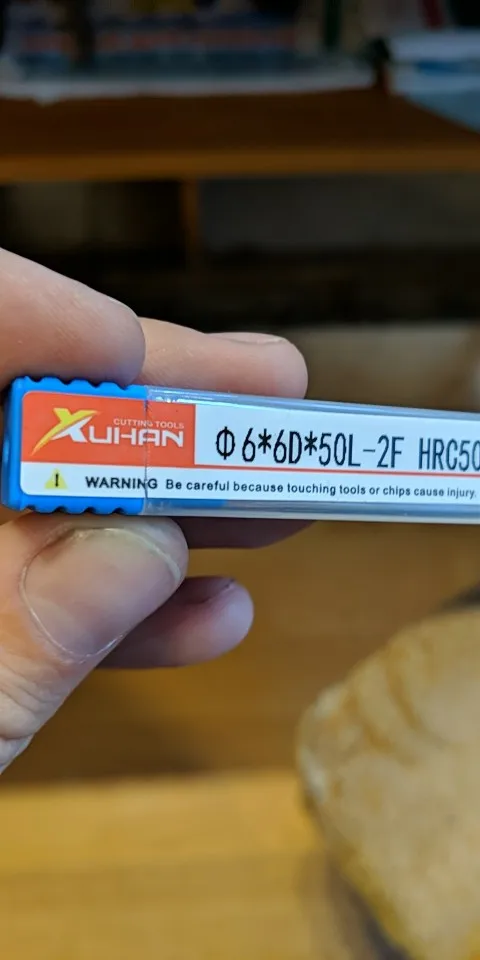 CUTTING TOOLS
XUHAN
Φ6*6D*50L-2F HRC50
WARNING Be careful because touching tools or chips cause injury.